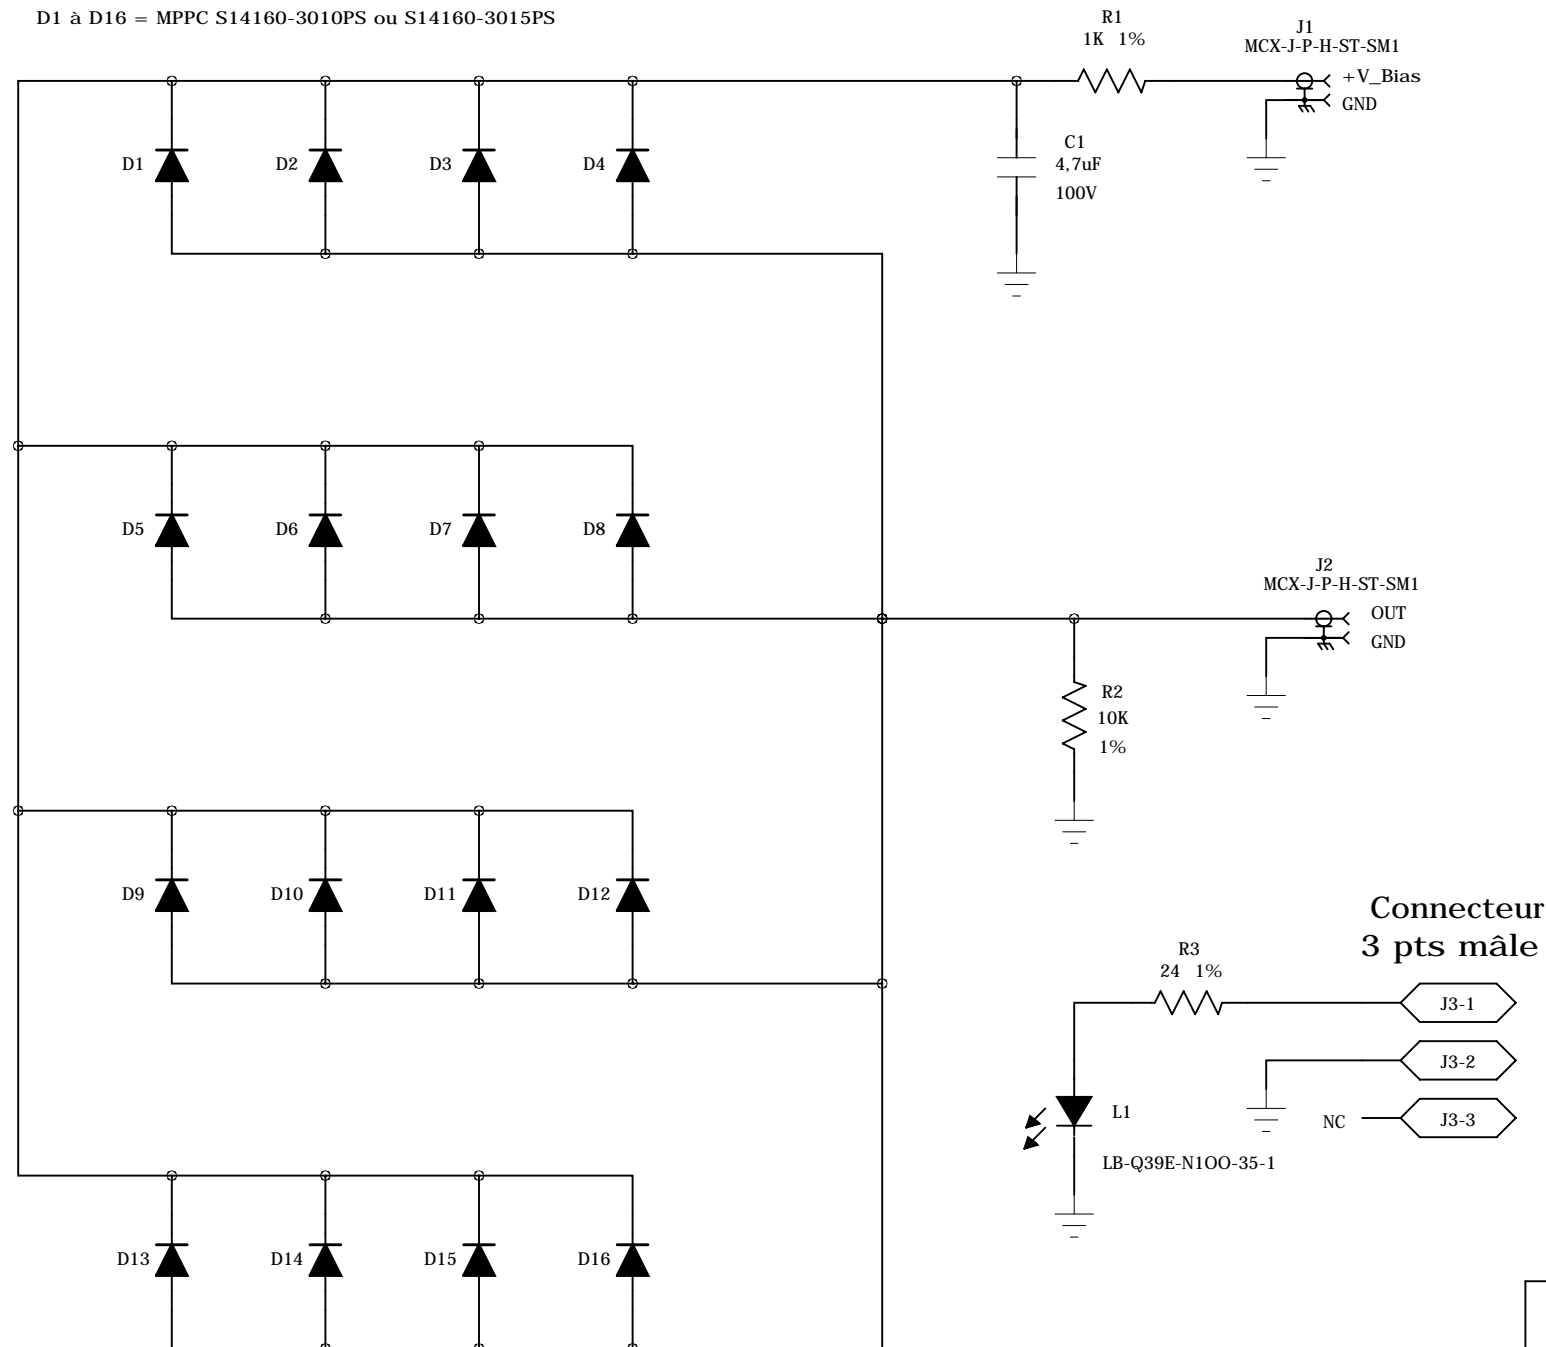 D1 à D16 = MPPC S14160-3010PS ou S14160-3015PS
R1
1K 1%
J1
MCX-J-P-H-ST-SM1
+V_Bias
GND
D1
D2
D3
D4
C1
4,7uF
100V
D5
D6
D7
D8
J2
MCX-J-P-H-ST-SM1
OUT
GND
R2
10K
1%
D9
D10
D11
D12
Connecteur
3 pts mâle
R3
24 1%
J3-1
J3-2
NC
J3-3
L1
LB-Q39E-N1OO-35-1
D13
D14
D15
D16